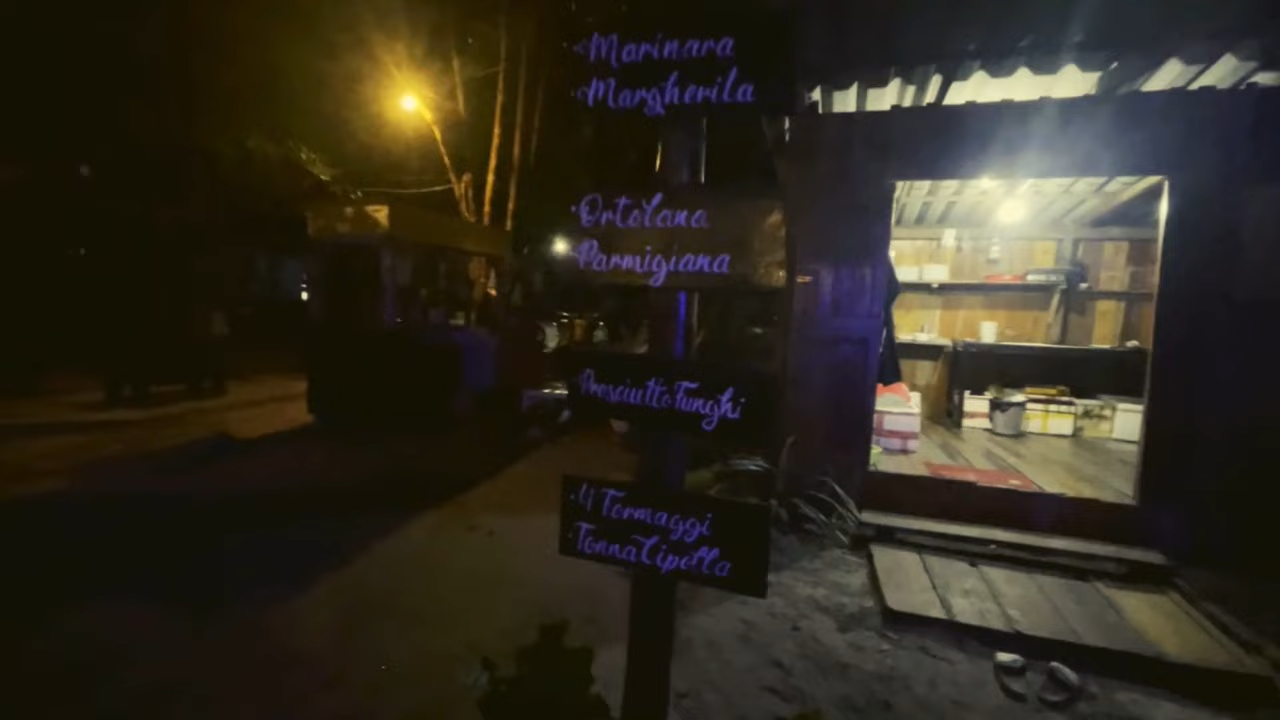 ·Marinara
·Margherita
·Ortolana
·Parmigiana
·Prosciutto Funghi
·4 Formaggi
·Tonna Cipolla